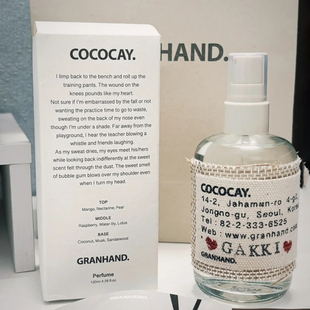 COCOCAY.
I limp back to the bench and roll up the
training pants. The wound on the
knees pounds like my heart.
Not sure if I'm embarrassed by the fall or not
wanting the practice time to go to waste,
sweating on the back of my nose even
though I'm under a shade. Far away from the
playground, I hear the teacher blowing a
whistle and friends laughing.
As my sweat dries, my eyes meet his/hers
while looking back indifferently at the sweet
scent felt through the dust. The sweet smell
of bubble gum blows over my shoulder even
when I turn my head.
TOP
Mango, Nectarine, Pear
MIDDLE
Raspberry, Water lily, Lotus
BASE
Coconut, Musk, Sandalwood
GRANHAND.
Perfume
HAND.
COCOCAY.
14-2, Jahamun-ro 4-gil
Jongno-gu, Seoul, Korea
Tel : 82-2-333-6525
Web : www.granhand.com
GAKKI
GRANHAND.